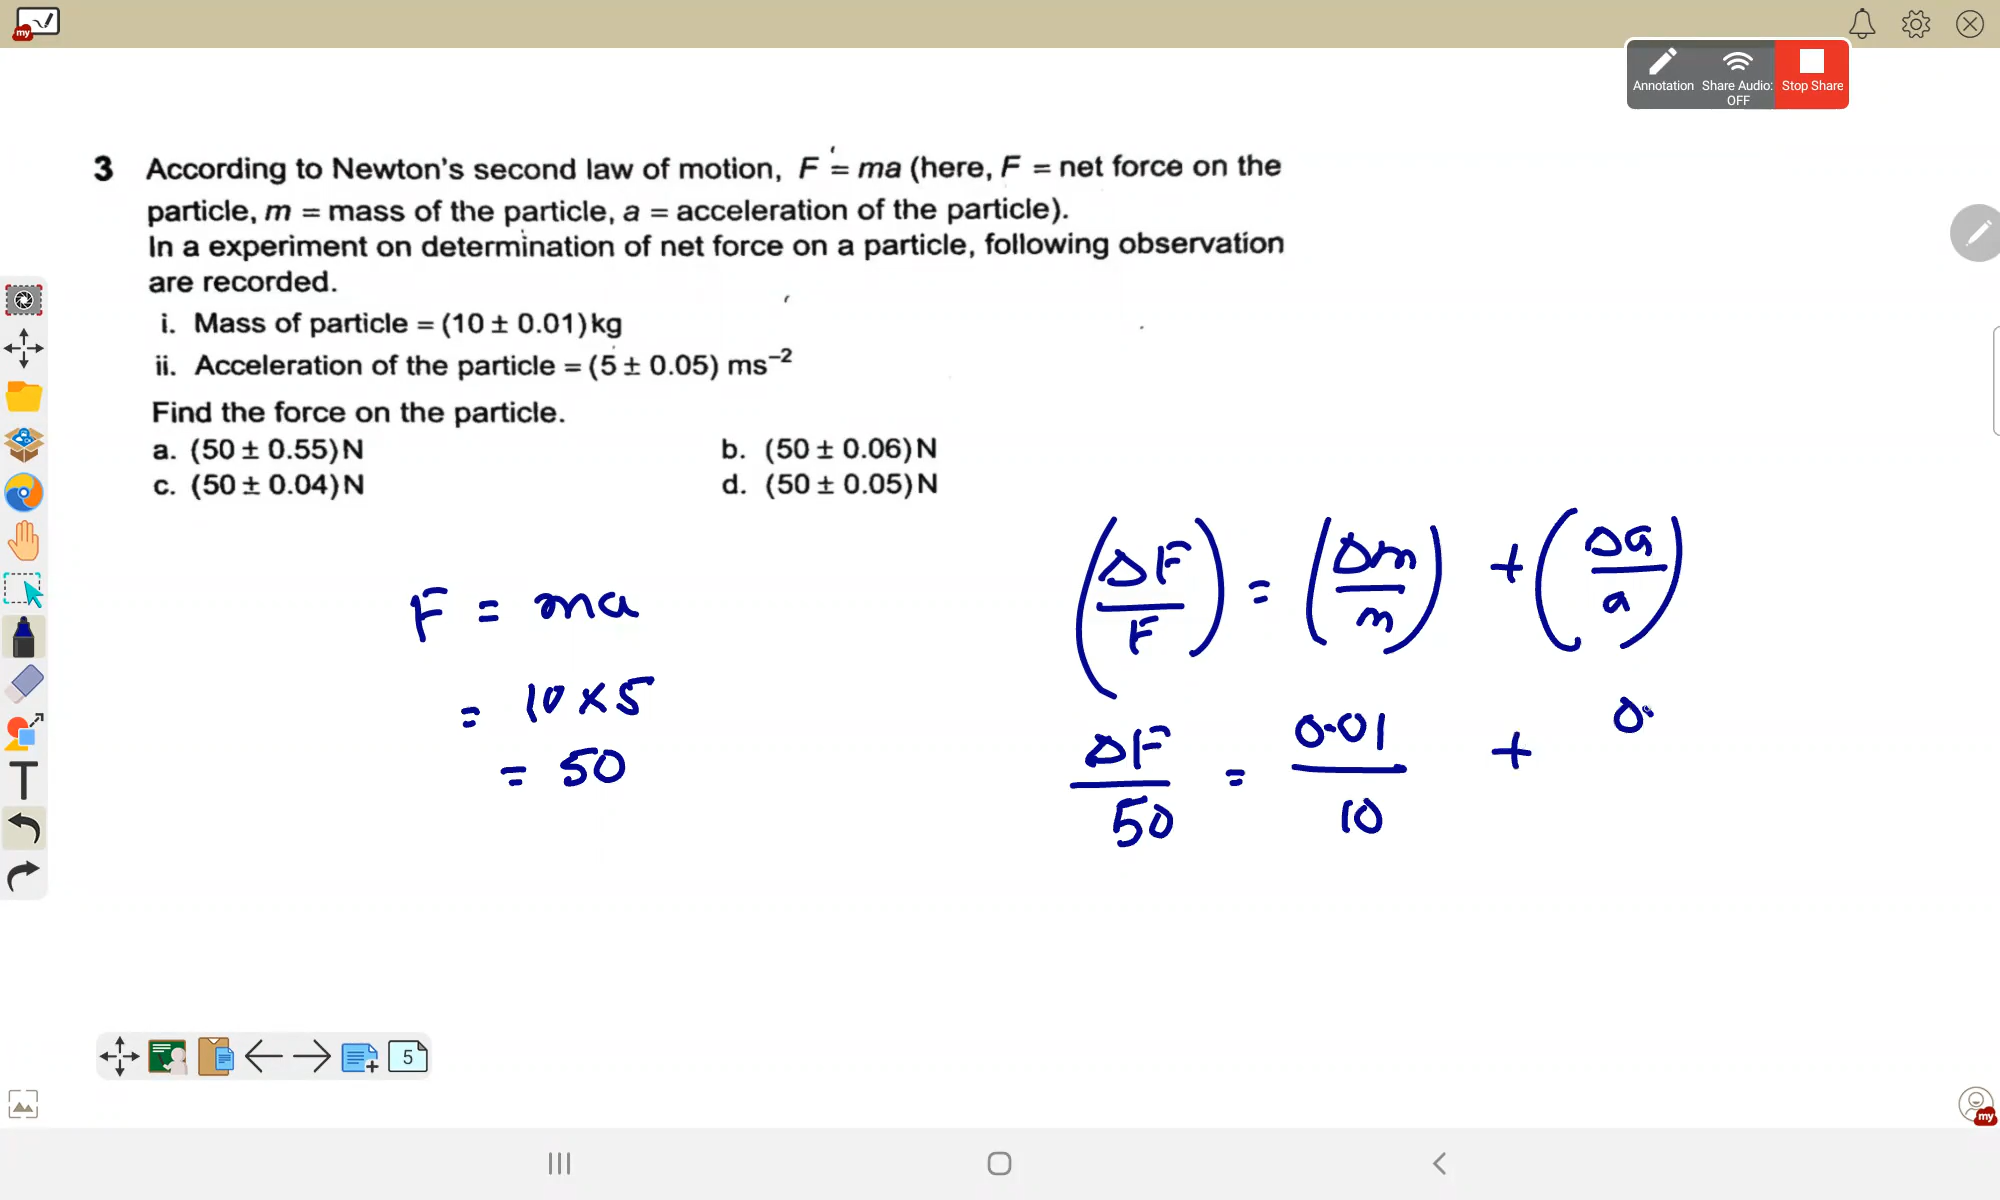 my
Annotation Share Audio: OFF Stop Share
3 According to Newton's second law of motion, F = ma (here, F = net force on the
particle, m = mass of the particle, a = acceleration of the particle).
In a experiment on determination of net force on a particle, following observation
are recorded.
i. Mass of particle = (10 ± 0.01) kg
ii. Acceleration of the particle = (5 ± 0.05) ms⁻²
Find the force on the particle.
a. (50 ± 0.55) N b. (50 ± 0.06) N
c. (50 ± 0.04) N d. (50 ± 0.05) N
F = ma
= 10 × 5
= 50
(ΔF/F) = (Δm/m) + (Δa/a)
ΔF/50 = 0.01/10 + 0.
T
5
my